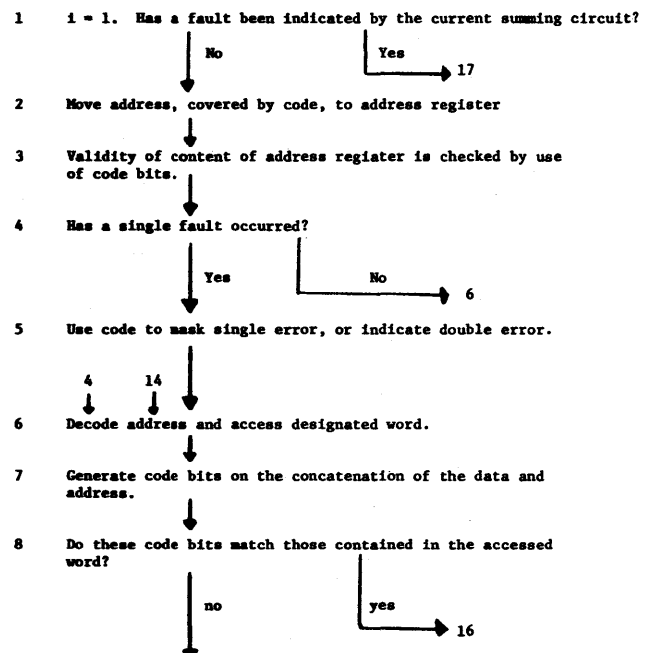 1 i = 1. Has a fault been indicated by the current summing circuit?
No Yes
17
2 Move address, covered by code, to address register
3 Validity of content of address regiater is checked by use
of code bits.
4 Has a single fault occurred?
Yes No
6
5 Use code to mask single error, or indicate double error.
4 14
6 Decode address and access designated word.
7 Generate code bits on the concatenation of the data and
address.
8 Do these code bits match those contained in the accessed
word?
no yes
16